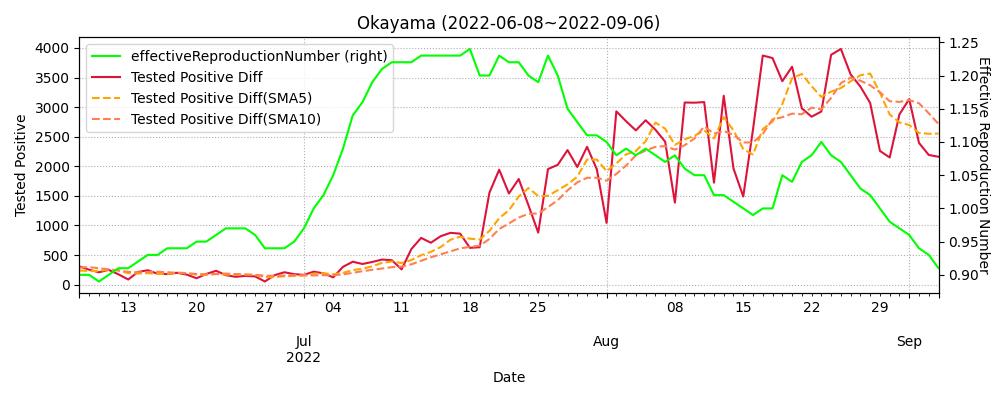 Okayama (2022-06-08~2022-09-06)
effectiveReproductionNumber (right)
Tested Positive Diff
Tested Positive Diff(SMA5)
Tested Positive Diff(SMA10)
Tested Positive
4000
3500
3000
2500
2000
1500
1000
500
0
1.25
1.20
1.15
1.10
1.05
1.00
0.95
0.90
Effective Reproduction Number
13 20 27 04 11 18 25 08 15 22 29
Jul Aug Sep
2022
Date